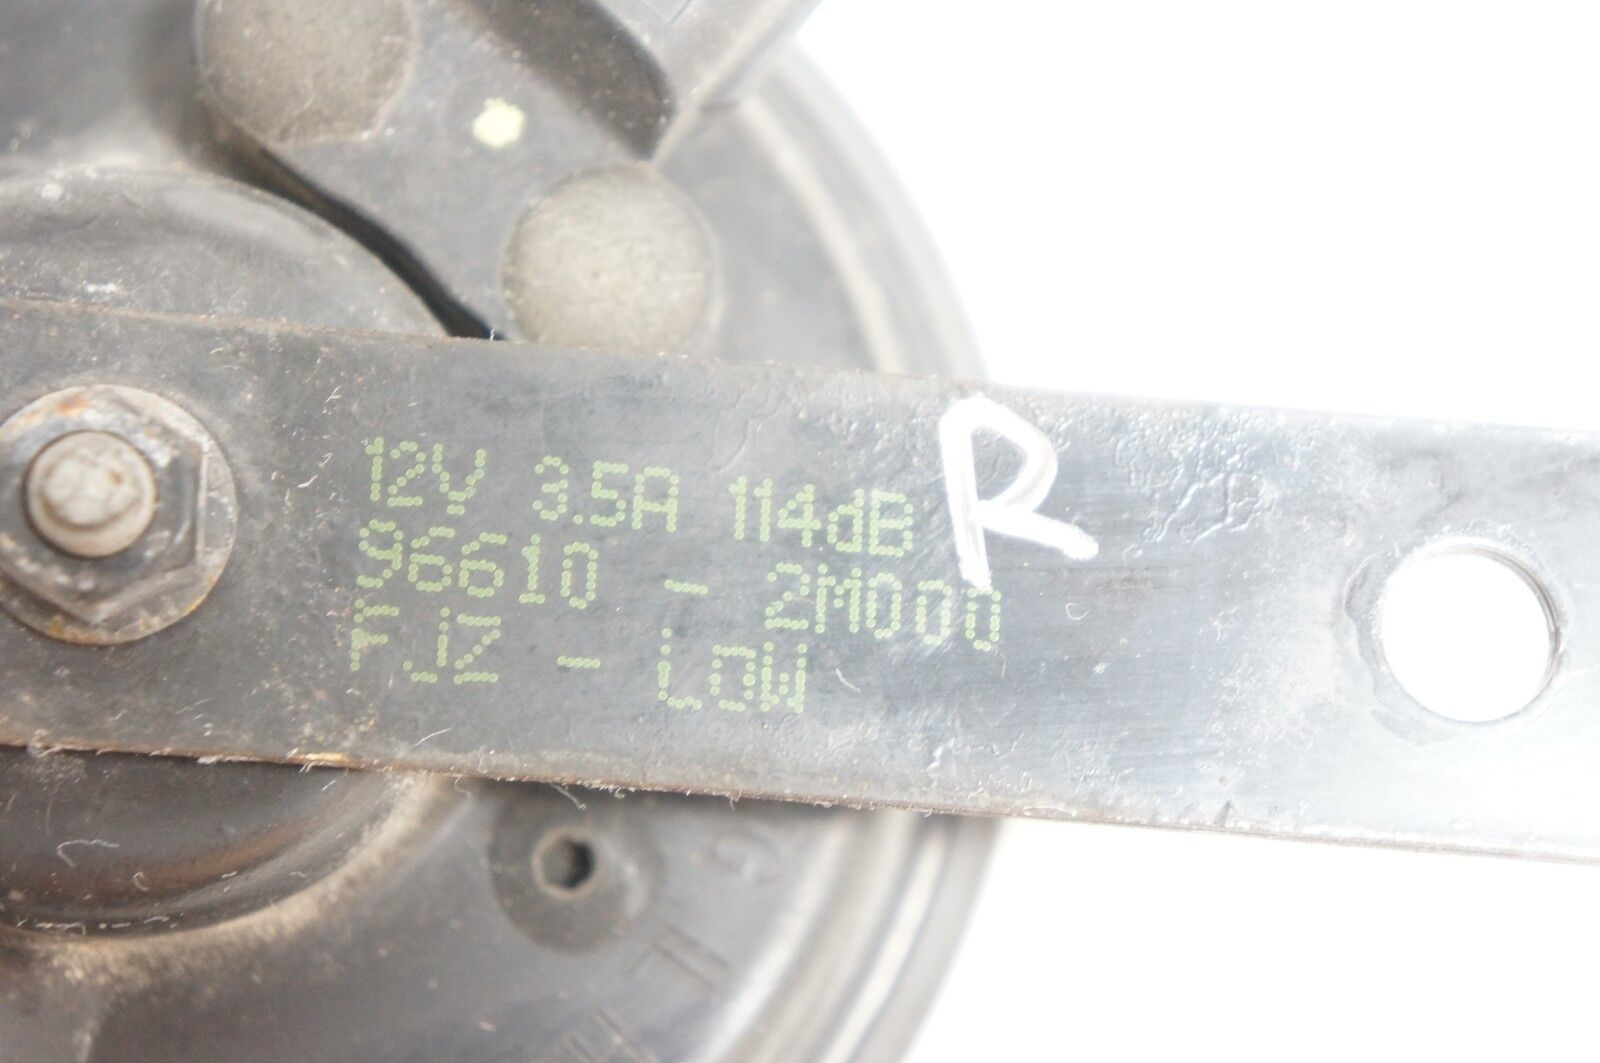 12V 3.5A 114dB
R
96610 - 2M000
FJZ - LOW